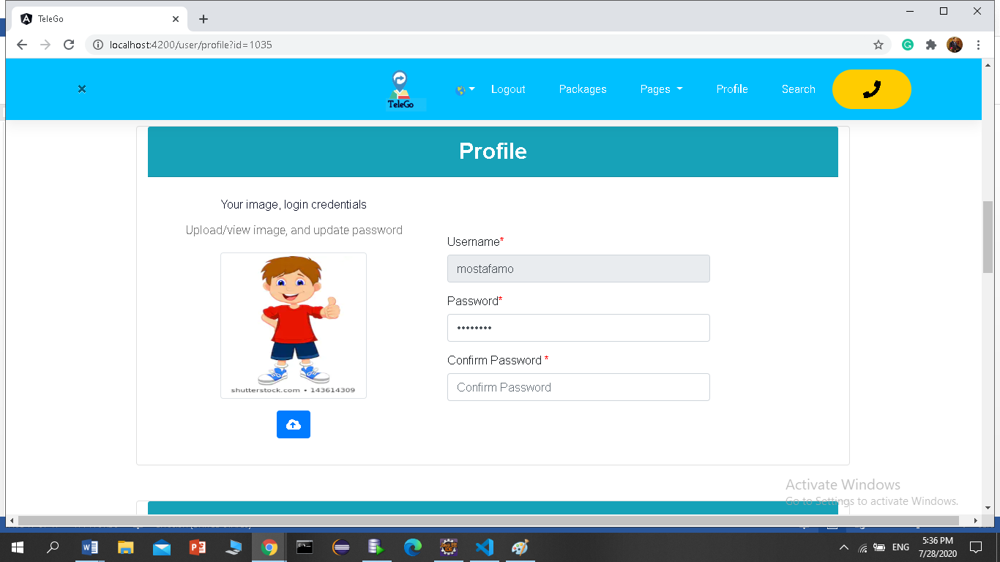 TeleGo
localhost:4200/user/profile?id=1035
TeleGo
Logout
Packages
Pages
Profile
Search
Profile
Your image, login credentials
Upload/view image, and update password
Username*
mostafamo
Password*
••••••••
Confirm Password *
Confirm Password
shutterstock.com • 143614309
Activate Windows
Go to Settings to activate Windows.
ENG
5:36 PM
7/28/2020